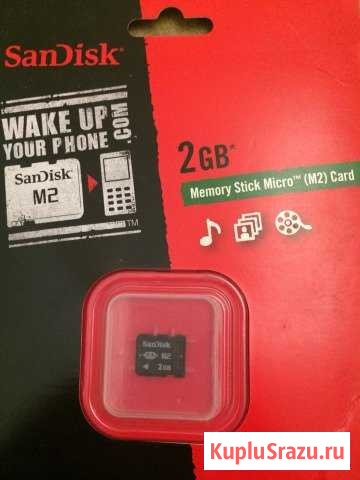 SanDisk®
WAKE UP
YOUR PHONE.COM
SanDisk
M2
TM
2GB*
Memory Stick Micro™ (M2) Card
SanDisk
M2
2GB
KupluSrazu.ru